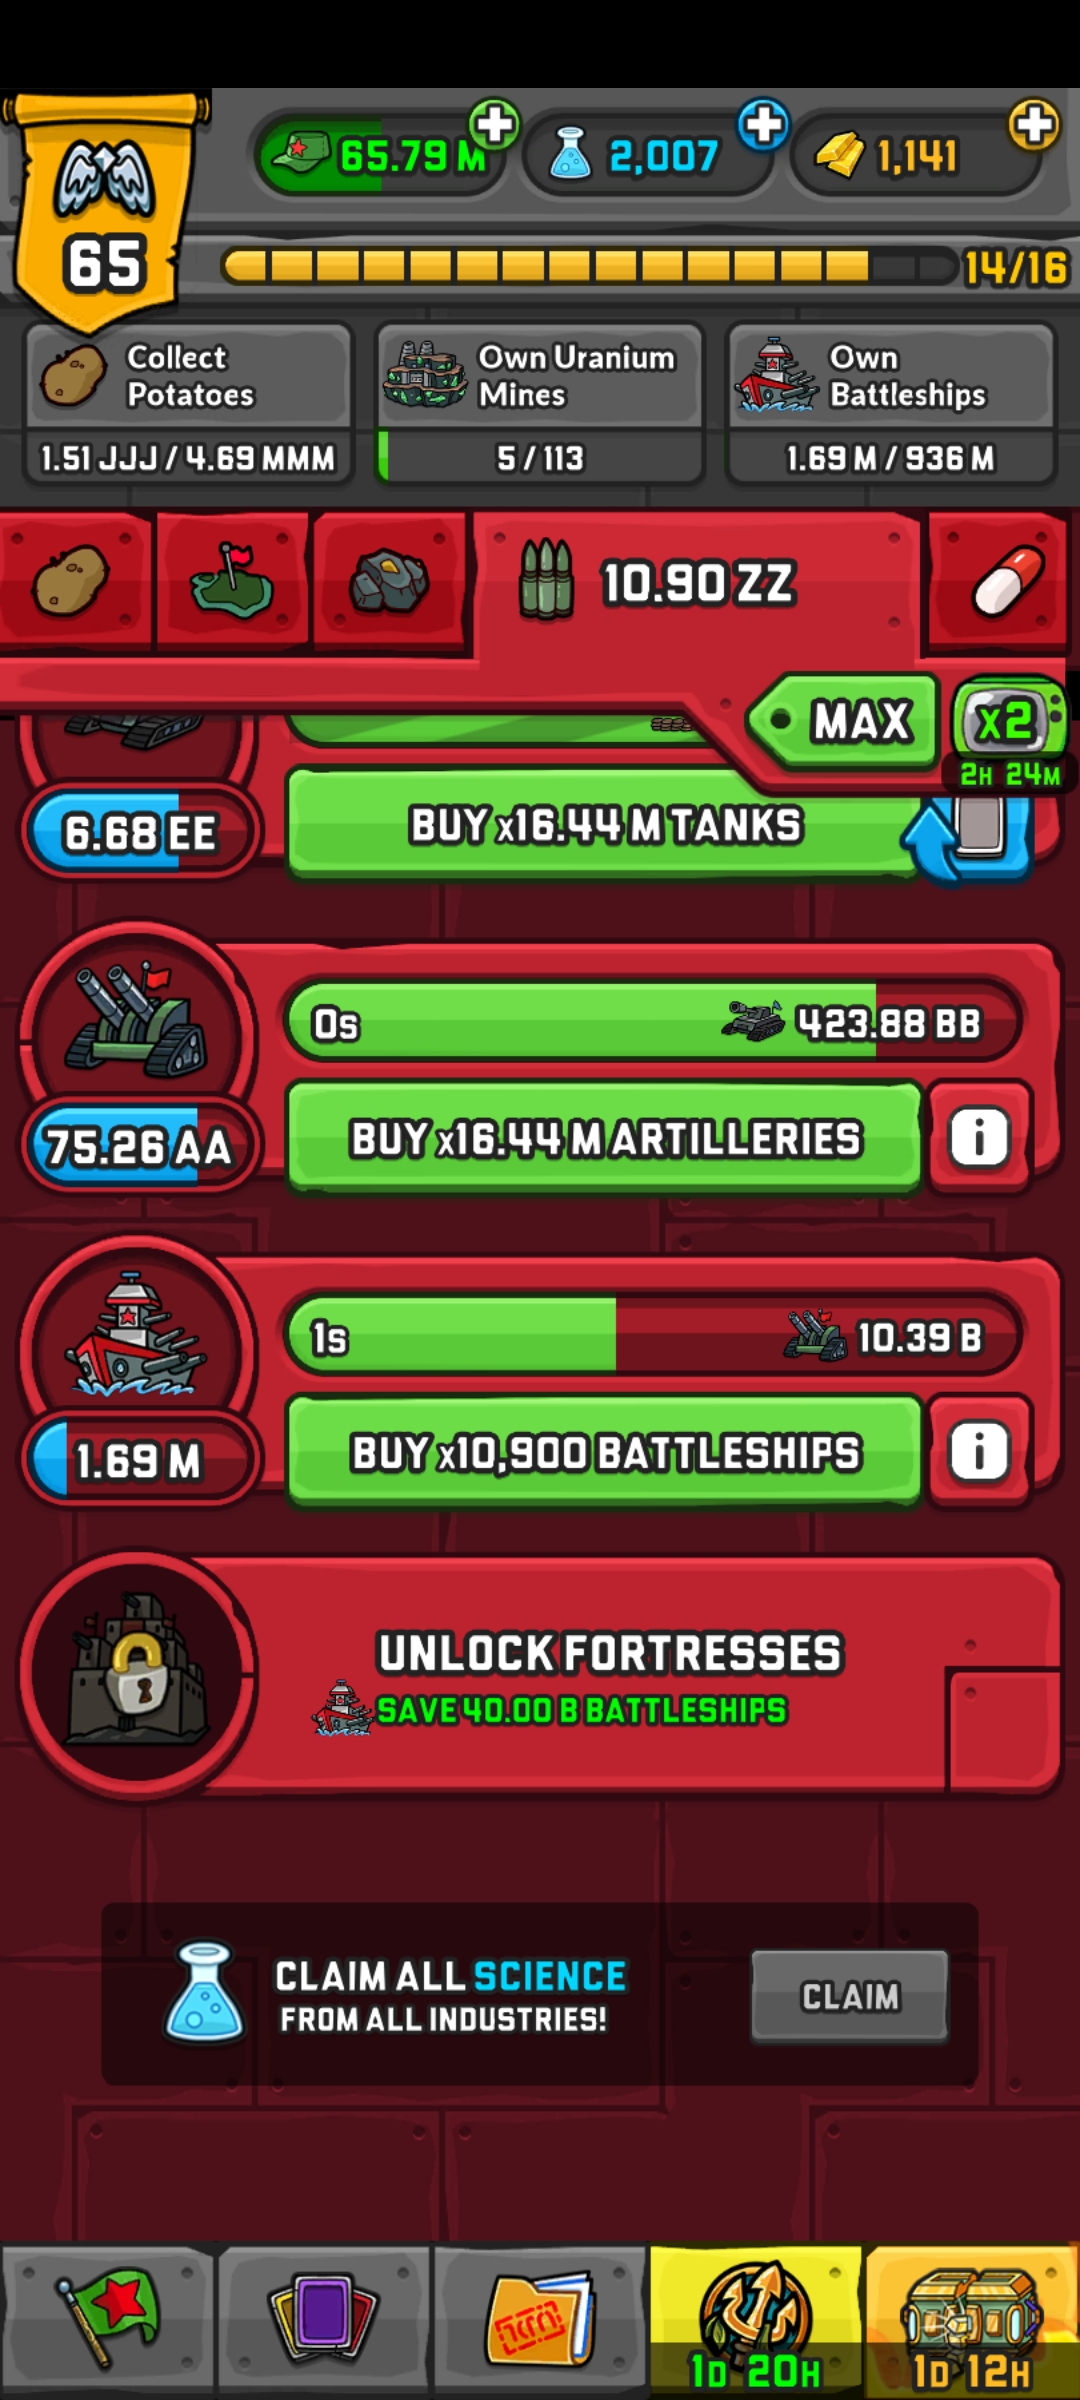 65.79 M
2,007
1,141
65
14/16
Collect
Potatoes
Own Uranium
Mines
Own
Battleships
1.51 JJJ / 4.69 MMM
5 / 113
1.69 M / 936 M
10.90 ZZ
MAX
X2
2H 24M
6.68 EE
BUY x16.44 M TANKS
0s
423.88 BB
75.26 AA
BUY x16.44 M ARTILLERIES
i
1s
10.39 B
1.69 M
BUY x10,900 BATTLESHIPS
i
UNLOCK FORTRESSES
SAVE 40.00 B BATTLESHIPS
CLAIM ALL SCIENCE
FROM ALL INDUSTRIES!
CLAIM
1D 20H
1D 12H